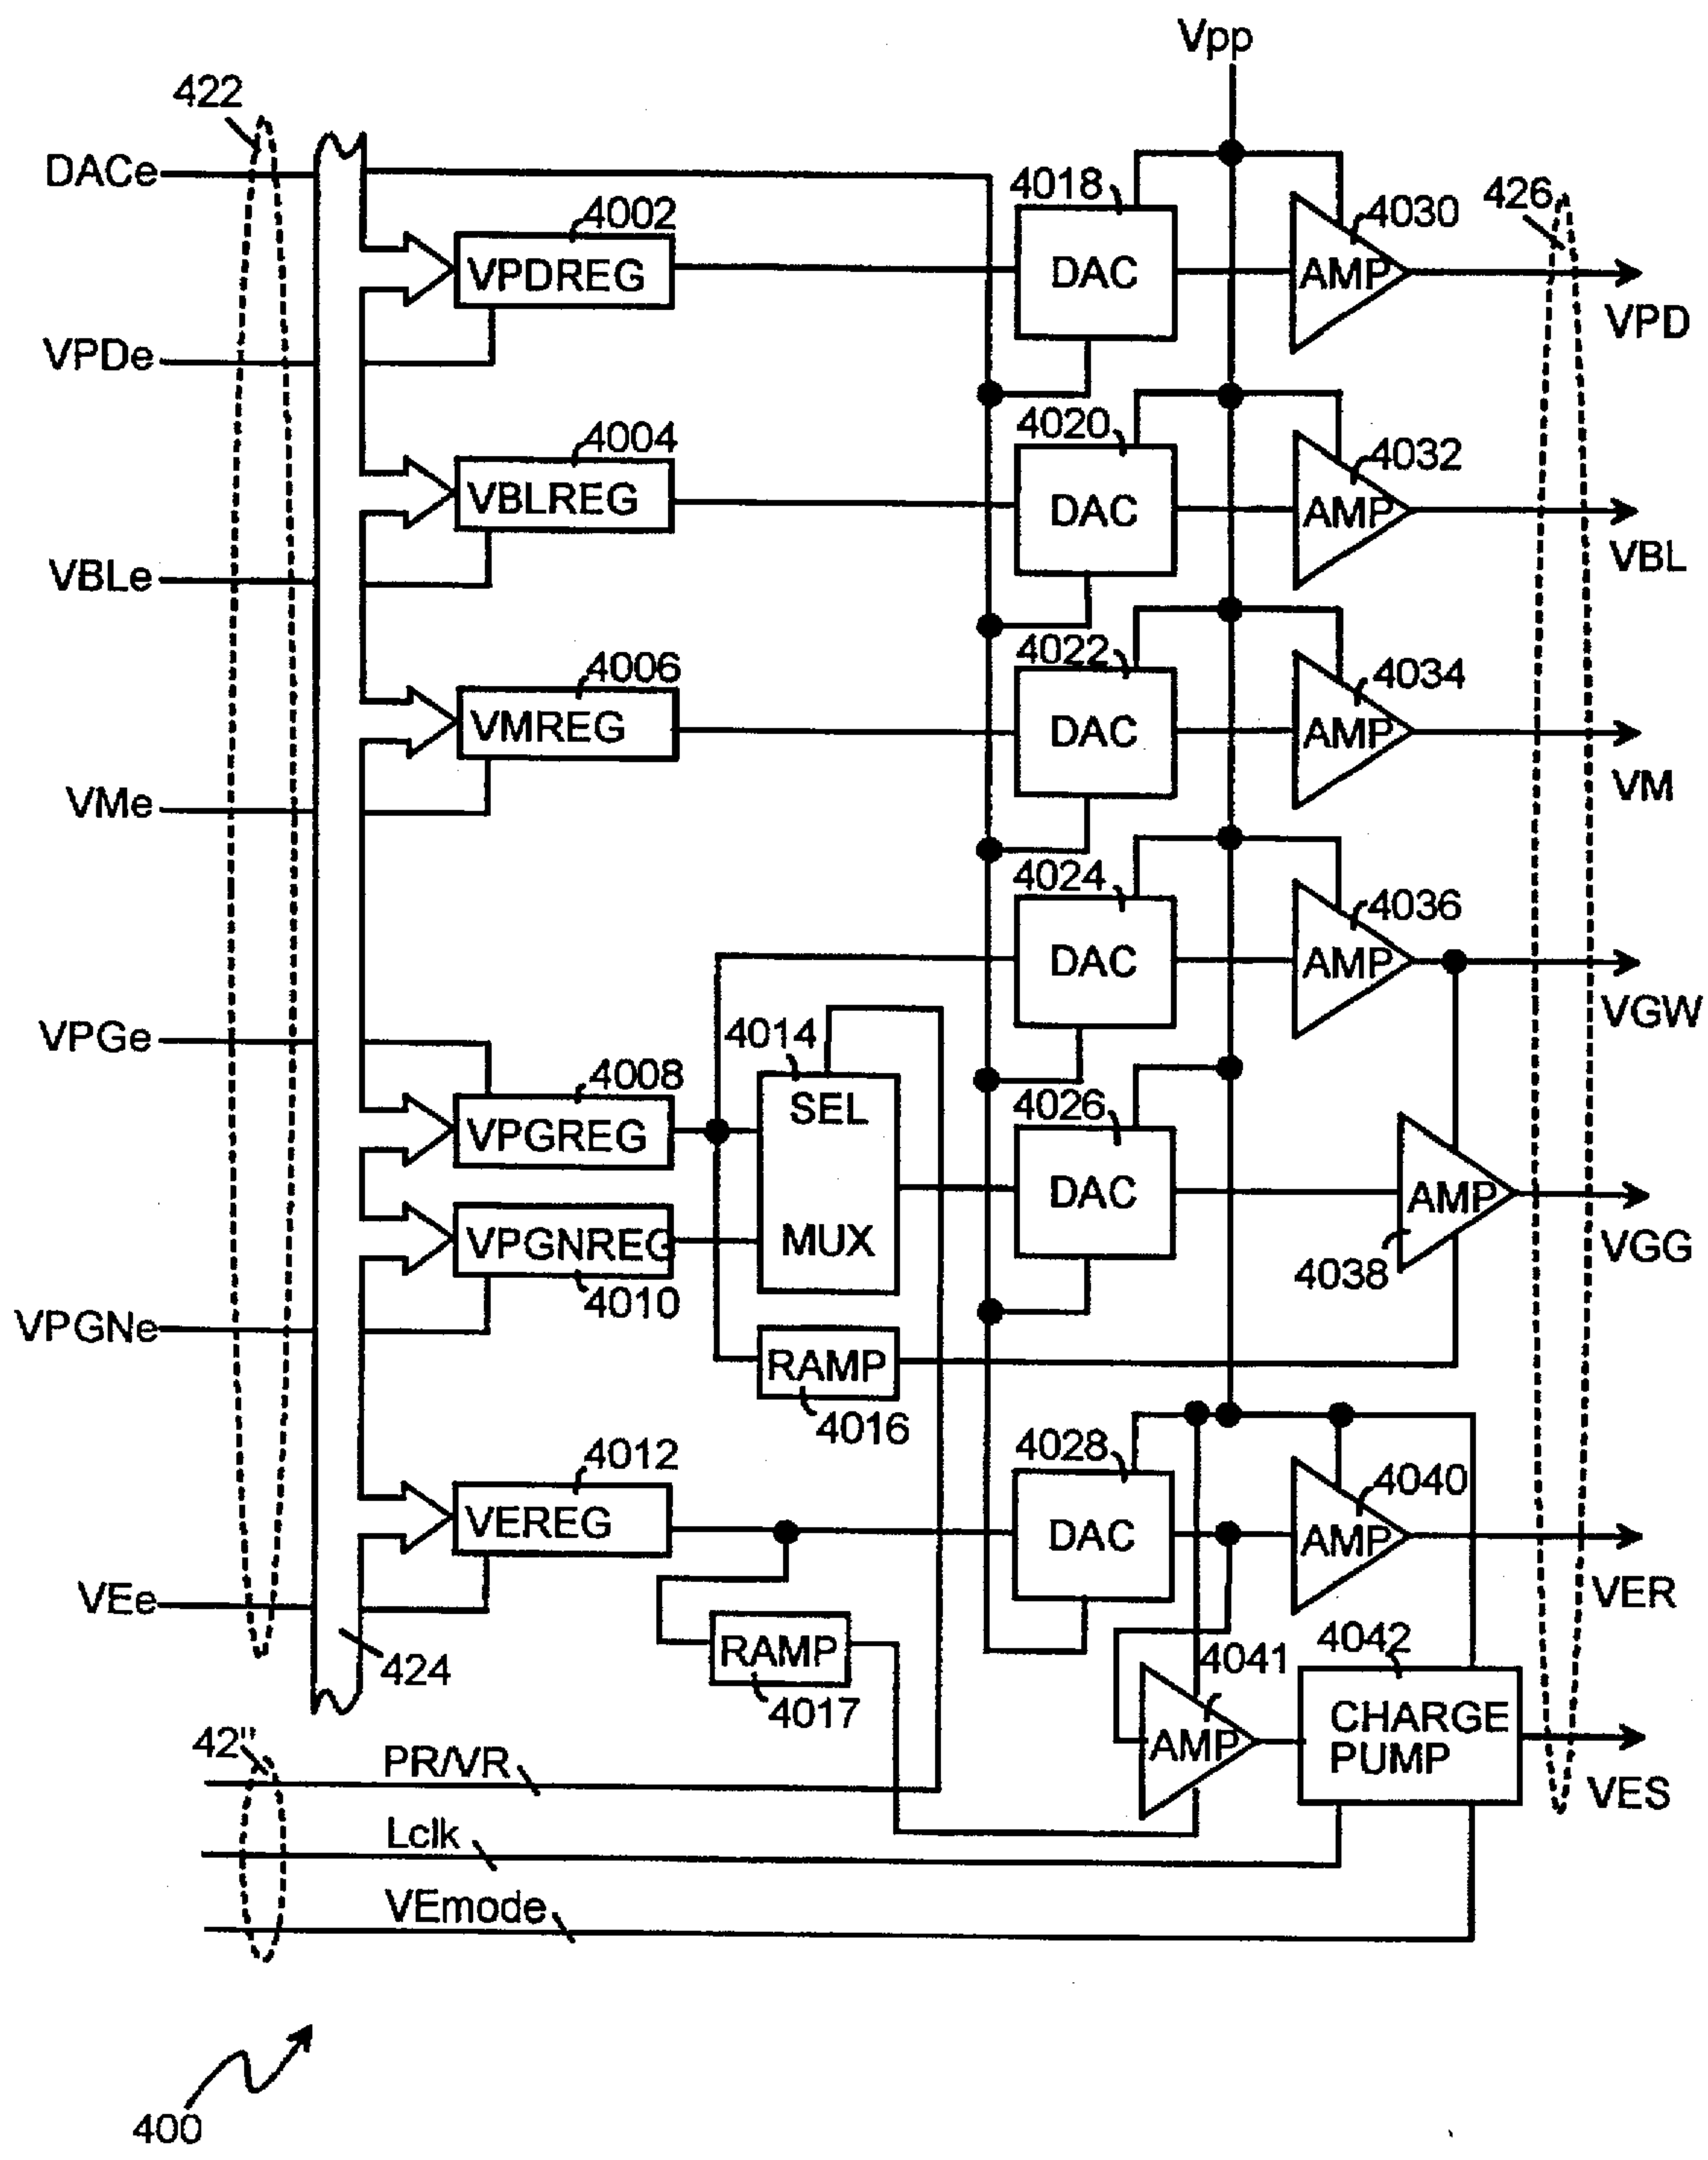 Vpp
422
DACe
4018
426
4002
4030
VPDREG
DAC
AMP
VPD
VPDe
4020
4004
4032
VBLREG
DAC
AMP
VBL
VBLe
4022
4006
4034
VMREG
DAC
AMP
VM
VMe
4024
4036
DAC
AMP
VGW
VPGe
4014
4008
SEL
4026
VPGREG
DAC
AMP
VPGNREG
MUX
VGG
4038
4010
VPGNe
RAMP
4016
4028
4012
4040
VEREG
DAC
AMP
VER
VEe
424
RAMP
4041
4042
4017
AMP
CHARGE
PUMP
VES
42"
PR/VR
Lclk
VEmode
400